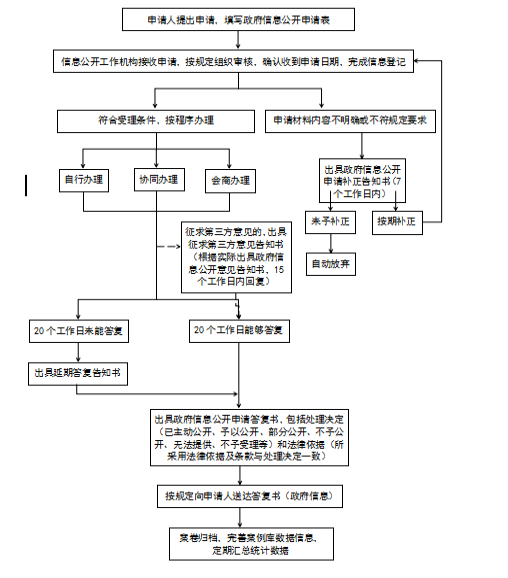 申请人提出申请，填写政府信息公开申请表
信息公开工作机构接收申请，按规定组织审核，确认收到申请日期，完成信息登记
符合受理条件，按程序办理
申请材料内容不明确或不符规定要求
自行办理
协同办理
会商办理
出具政府信息公开
申请补正告知书（7
个工作日内）
未予补正
按期补正
自动放弃
征求第三方意见的，出具
征求第三方意见告知书
（根据实际出具政府信
息公开意见告知书，15
个工作日内回复）
20 个工作日未能答复
20 个工作日能够答复
出具延期答复告知书
出具政府信息公开申请答复书，包括处理决定
（已主动公开、予以公开、部分公开、不予公
开、无法提供、不予受理等）和法律依据（所
采用法律依据及条款与处理决定一致）
按规定向申请人送达答复书（政府信息）
案卷归档，完善案例库数据信息，
定期汇总统计数据